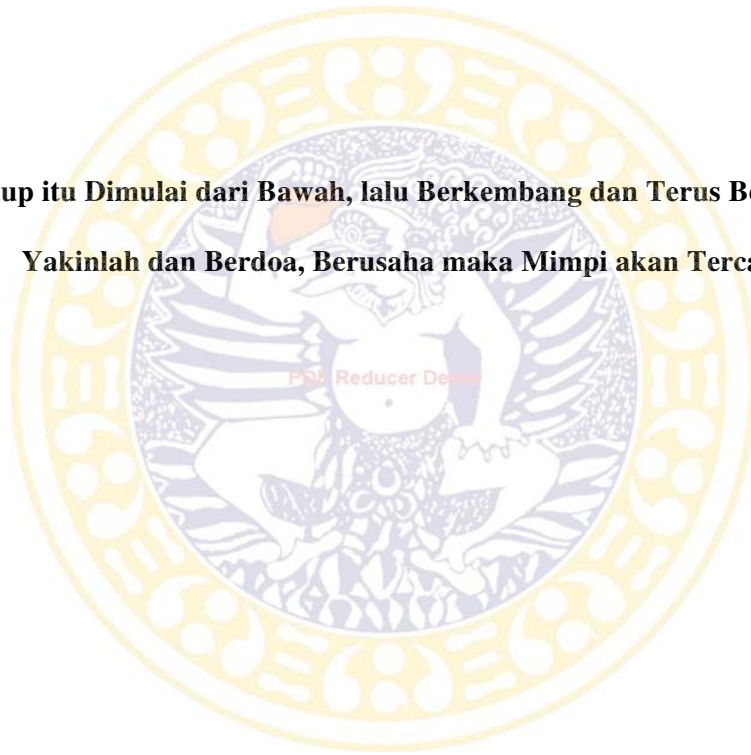 up itu Dimulai dari Bawah, lalu Berkembang dan Terus Be
Yakinlah dan Berdoa, Berusaha maka Mimpi akan Terca
PDF Reducer Demo